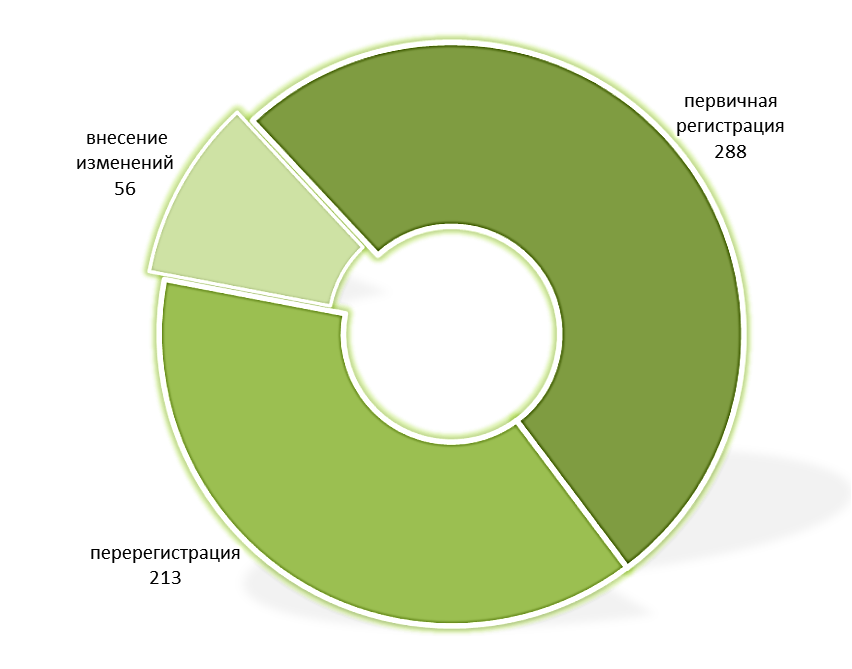 первичная
регистрация
288
внесение
изменений
56
перерегистрация
213